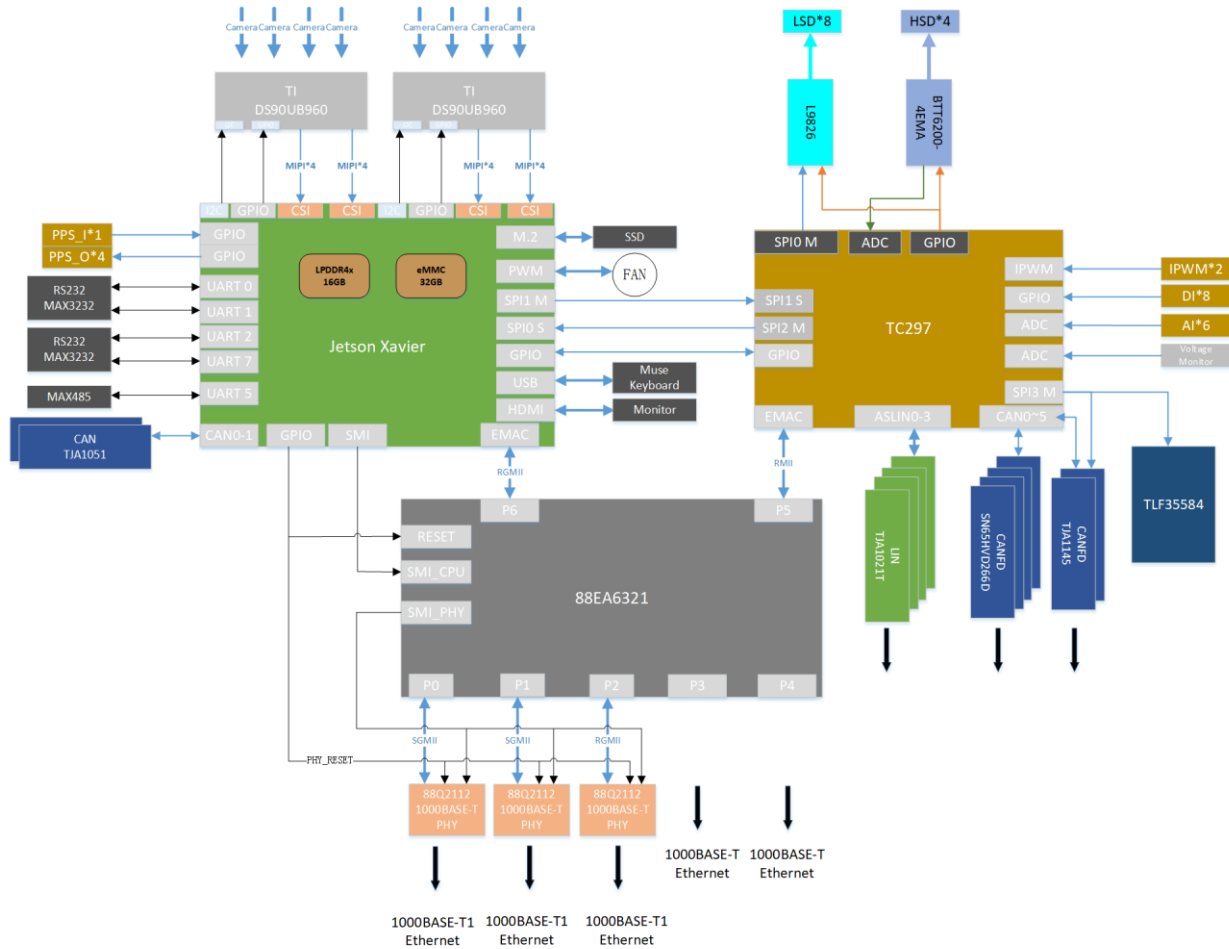 Camera Camera Camera Camera
Camera Camera Camera Camera
LSD*8
HSD*4
TI
DS90UB960
I2C
GPIO
TI
DS90UB960
I2C
GPIO
L9826
BTT6200-
4EMA
MIPI*4
MIPI*4
MIPI*4
MIPI*4
I2C
GPIO
CSI
CSI
I2C
GPIO
CSI
CSI
PPS_I*1
PPS_O*4
GPIO
GPIO
M.2
SSD
SPI0 M
ADC
GPIO
LPDDR4x
16GB
eMMC
32GB
PWM
FAN
IPWM
IPWM*2
RS232
MAX3232
UART 0
UART 1
SPI1 M
SPI1 S
GPIO
DI*8
RS232
MAX3232
UART 2
UART 7
Jetson Xavier
SPI0 S
SPI2 M
TC297
ADC
AI*6
GPIO
GPIO
ADC
Voltage
Monitor
MAX485
UART 5
USB
Muse
Keyboard
SPI3 M
HDMI
Monitor
CAN
TJA1051
CAN0-1
GPIO
SMI
EMAC
EMAC
ASLIN0-3
CAN0~5
RGMII
RMII
P6
P5
LIN
TJA1021T
CANFD
SN65HVD266D
CANFD
TJA1145
TLF35584
RESET
SMI_CPU
SMI_PHY
88EA6321
P0
P1
P2
P3
P4
SGMII
SGMII
RGMII
PHY_RESET
88Q2112
1000BASE-T
PHY
88Q2112
1000BASE-T
PHY
88Q2112
1000BASE-T
PHY
1000BASE-T
Ethernet
1000BASE-T
Ethernet
1000BASE-T1
Ethernet
1000BASE-T1
Ethernet
1000BASE-T1
Ethernet